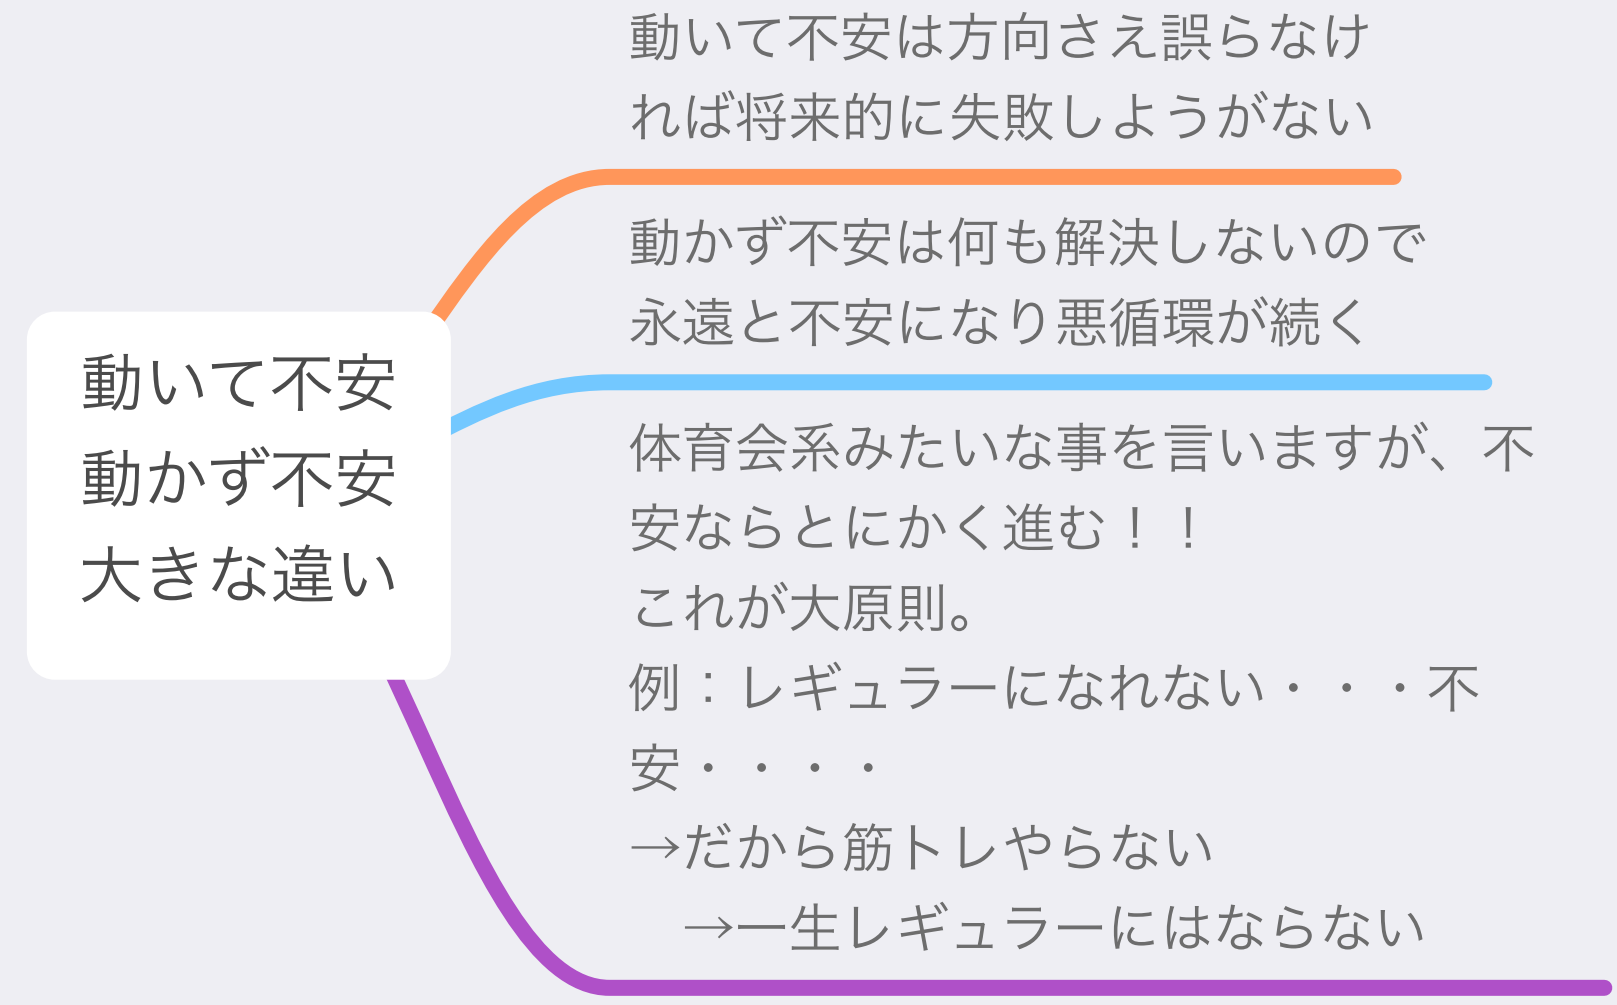 動いて不安は方向さえ誤らなけ
れば将来的に失敗しようがない
動かず不安は何も解決しないので
永遠と不安になり悪循環が続く
動いて不安
動かず不安
大きな違い
体育会系みたいな事を言いますが、不
安ならとにかく進む！！
これが大原則。
例：レギュラーになれない・・・不
安・・・・
→だから筋トレやらない
　→一生レギュラーにはならない